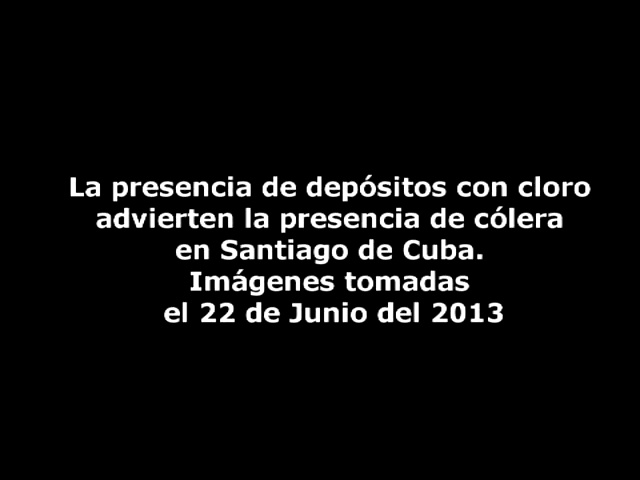 La presencia de depósitos con cloro
advierten la presencia de cólera
en Santiago de Cuba.
Imágenes tomadas
el 22 de Junio del 2013